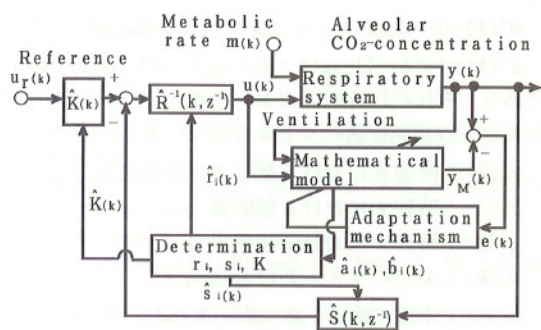 Metabolic
rate m(k)
Alveolar
CO₂-concentration
Reference
u_r(k)
+
−
K̂(k)
R̂⁻¹(k,z⁻¹)
u(k)
Respiratory
system
y(k)
Ventilation
+
−
Mathematical
model
y_M(k)
r̂i(k)
K̂(k)
Adaptation
mechanism
e(k)
Determination
ri, si, K
âi(k), b̂i(k)
ŝi(k)
Ŝ(k,z⁻¹)